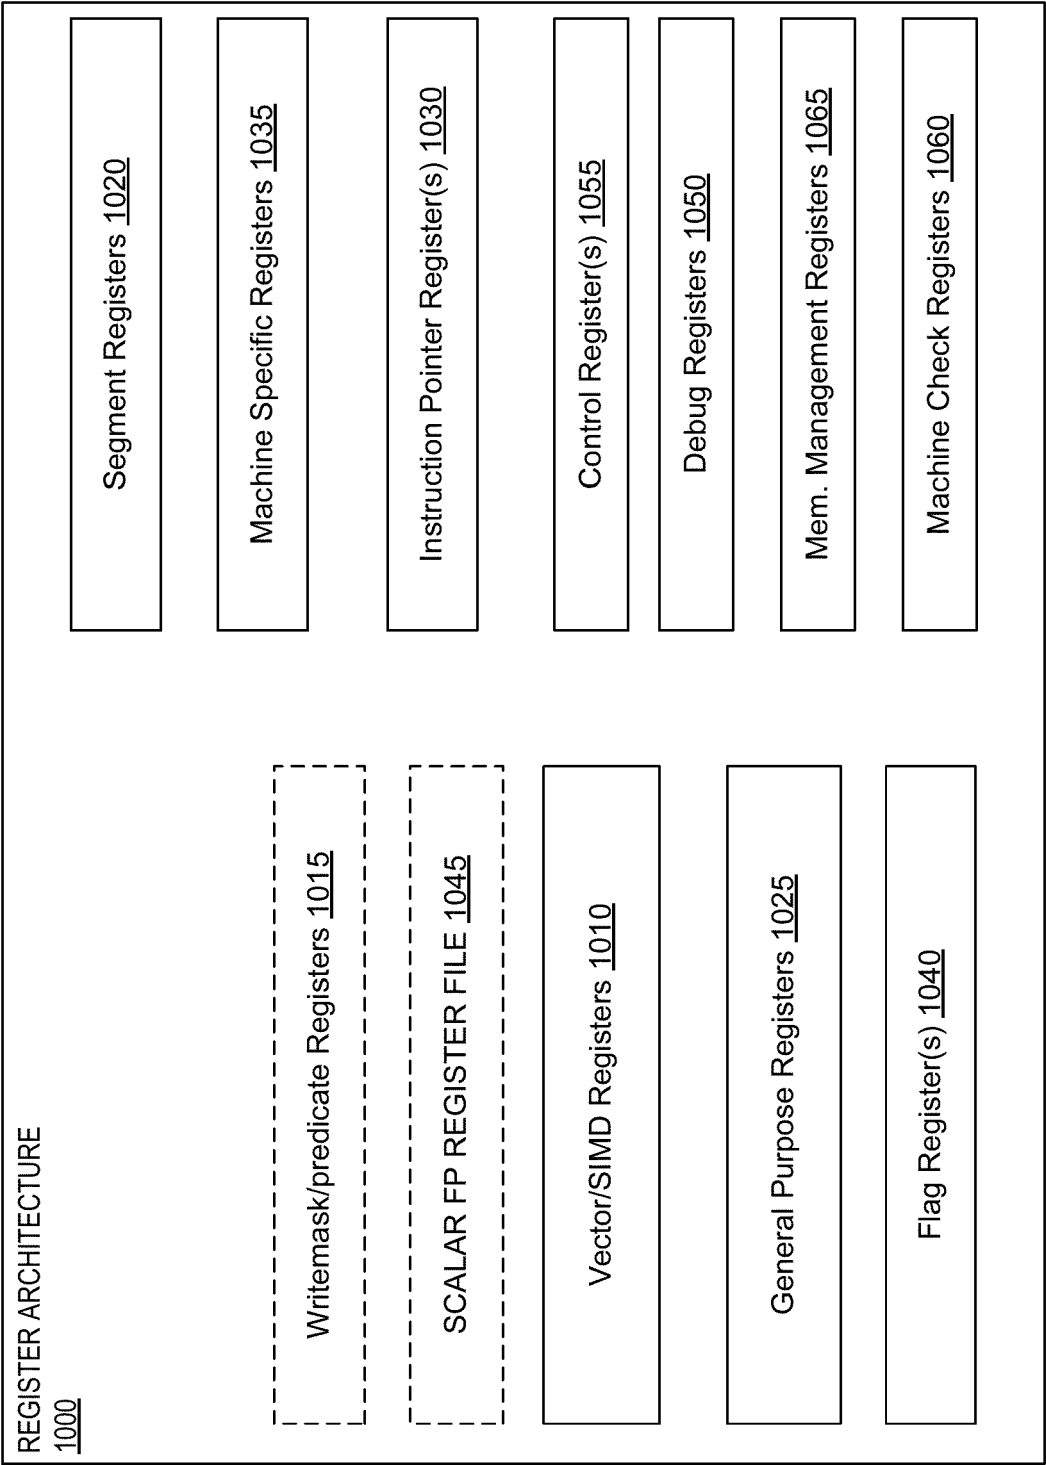 REGISTER ARCHITECTURE
1000
Writemask/predicate Registers 1015
SCALAR FP REGISTER FILE 1045
Vector/SIMD Registers 1010
General Purpose Registers 1025
Flag Register(s) 1040
Segment Registers 1020
Machine Specific Registers 1035
Instruction Pointer Register(s) 1030
Control Register(s) 1055
Debug Registers 1050
Mem. Management Registers 1065
Machine Check Registers 1060